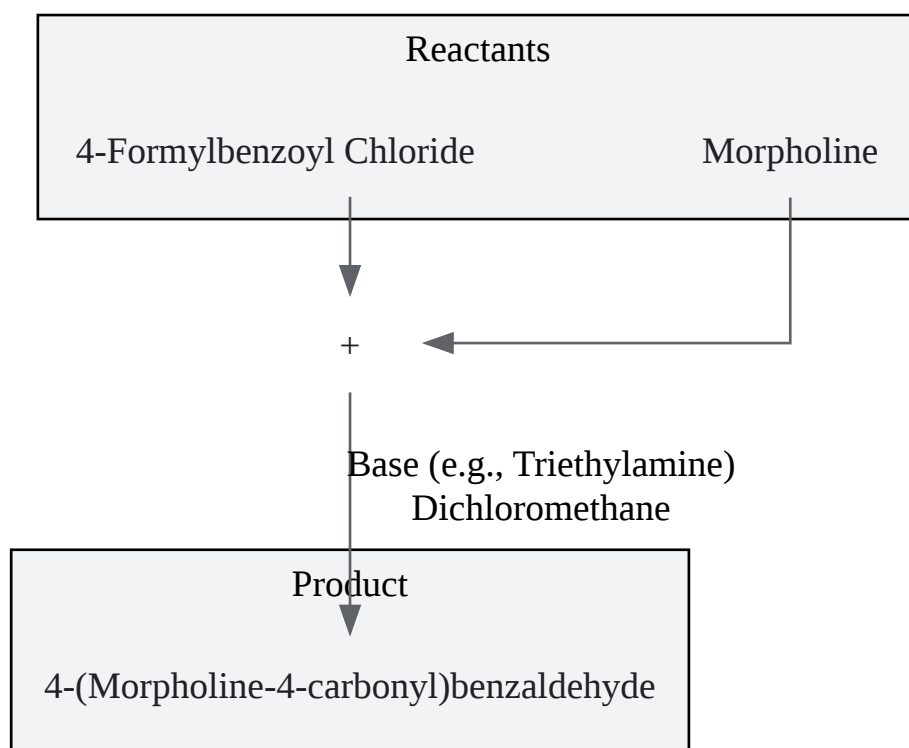 Reactants
4-Formylbenzoyl Chloride
Morpholine
+
Base (e.g., Triethylamine)
Dichloromethane
Product
4-(Morpholine-4-carbonyl)benzaldehyde